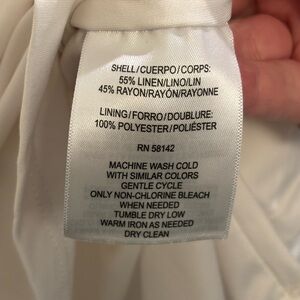 SHELL/CUERPO/CORPS:
55% LINEN/LINO/LIN
45% RAYON/RAYÓN/RAYONNE
LINING/FORRO/DOUBLURE:
100% POLYESTER/POLIÉSTER
RN 58142
MACHINE WASH COLD
WITH SIMILAR COLORS
GENTLE CYCLE
ONLY NON-CHLORINE BLEACH
WHEN NEEDED
TUMBLE DRY LOW
WARM IRON AS NEEDED
DRY CLEAN